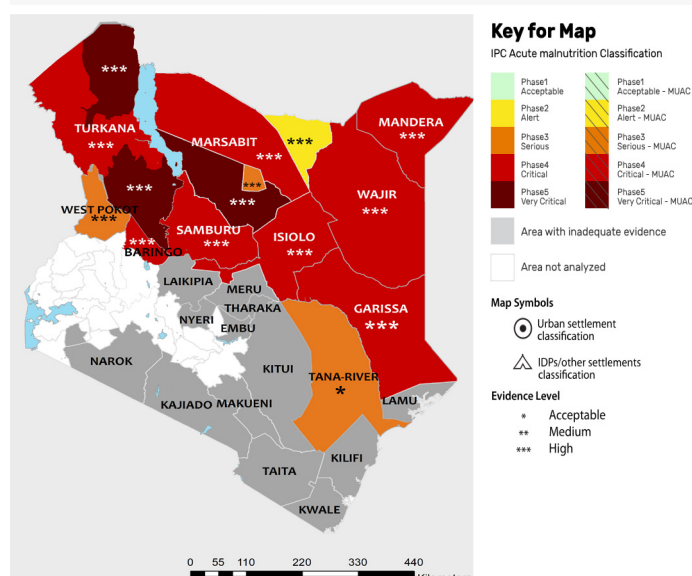 Key for Map
IPC Acute malnutrition Classification
Phase1
Acceptable
Phase1
Acceptable - MUAC
Phase2
Alert
Phase2
Alert - MUAC
Phase3
Serious
Phase3
Serious - MUAC
Phase4
Critical
Phase4
Critical - MUAC
Phase5
Very Critical
Phase5
Very Critical - MUAC
Area with inadequate evidence
Area not analyzed
Map Symbols
Urban settlement
classification
IDPs/other settlements
classification
Evidence Level
* Acceptable
** Medium
*** High
***
TURKANA
***
MARSABIT
***
***
MANDERA
***
***
***
***
WAJIR
***
WEST POKOT
***
SAMBURU
***
ISIOLO
***
***
BARINGO
LAIKIPIA
MERU
THARAKA
GARISSA
***
NYERI
EMBU
NAROK
KITUI
TANA-RIVER
*
KAJIADO
MAKUENI
LAMU
KILIFI
TAITA
KWALE
0 55 110 220 330 440
Kilometers